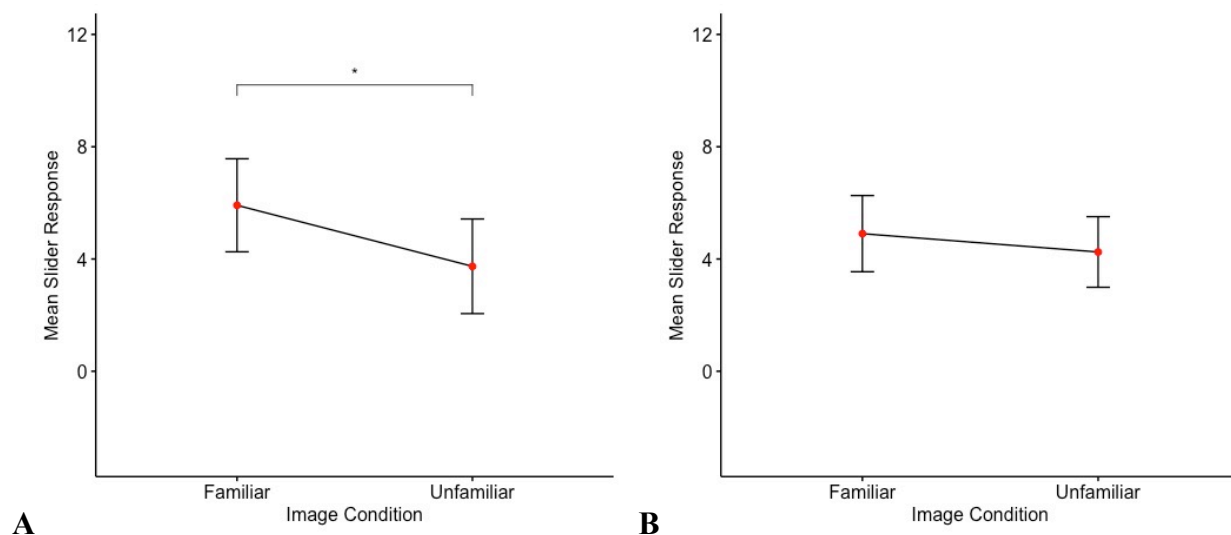 12
8
4
0
Mean Slider Response
*
Familiar
Unfamiliar
Image Condition
A
12
8
4
0
Mean Slider Response
Familiar
Unfamiliar
Image Condition
B